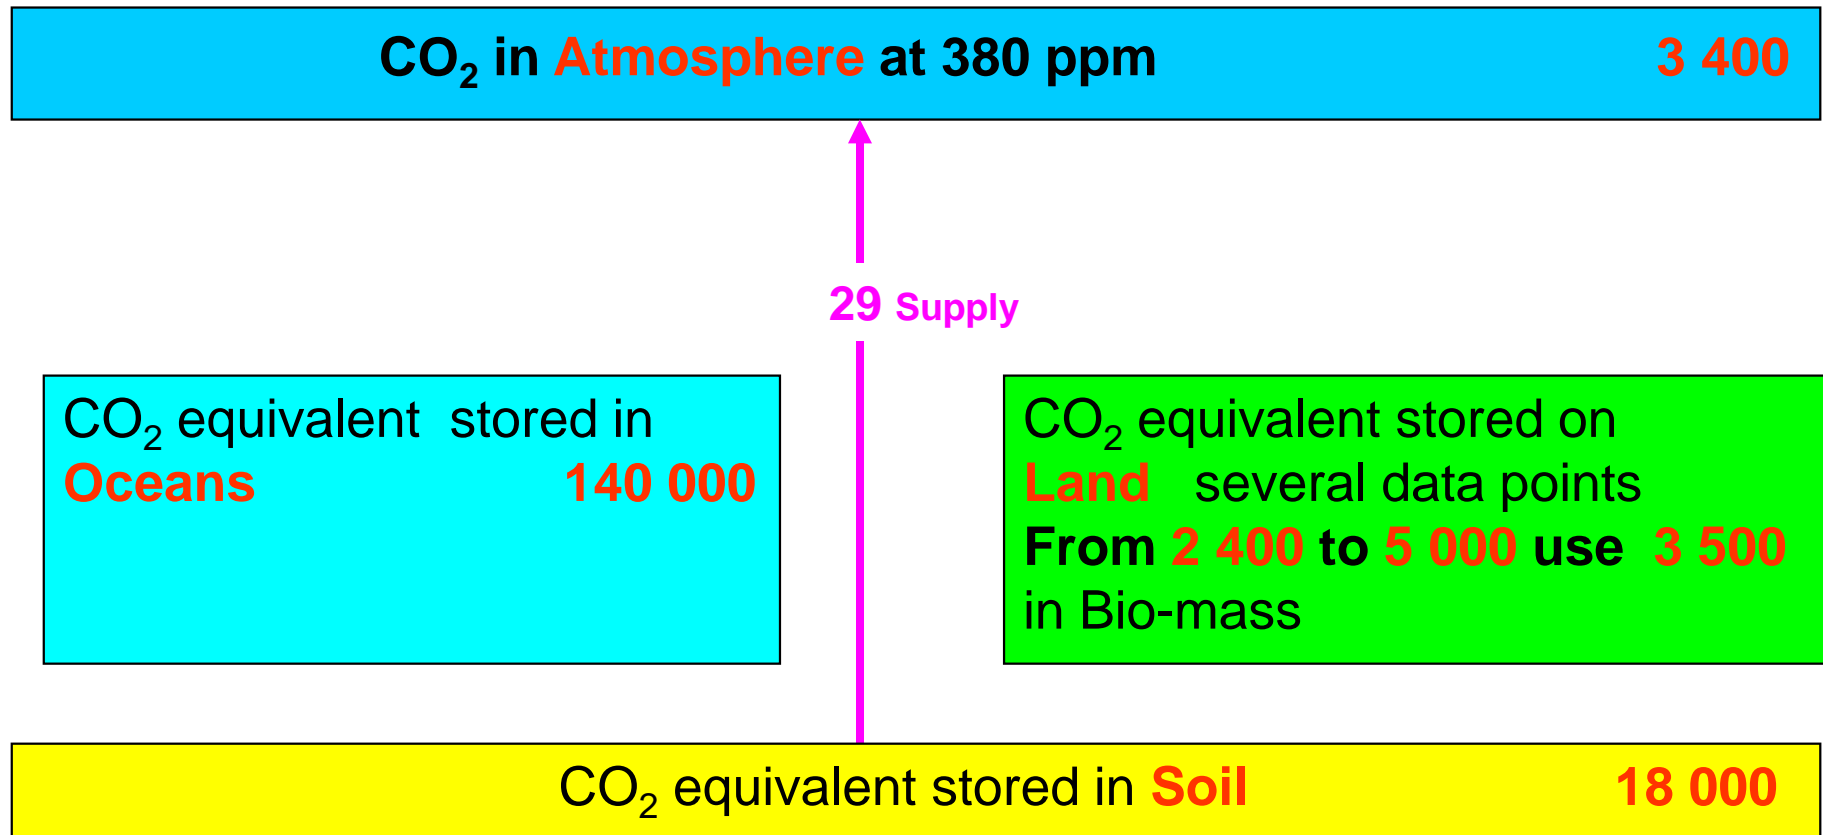 CO₂ in Atmosphere at 380 ppm 3 400
29 Supply
CO₂ equivalent stored in
Oceans 140 000
CO₂ equivalent stored on
Land several data points
From 2 400 to 5 000 use 3 500
in Bio-mass
CO₂ equivalent stored in Soil 18 000